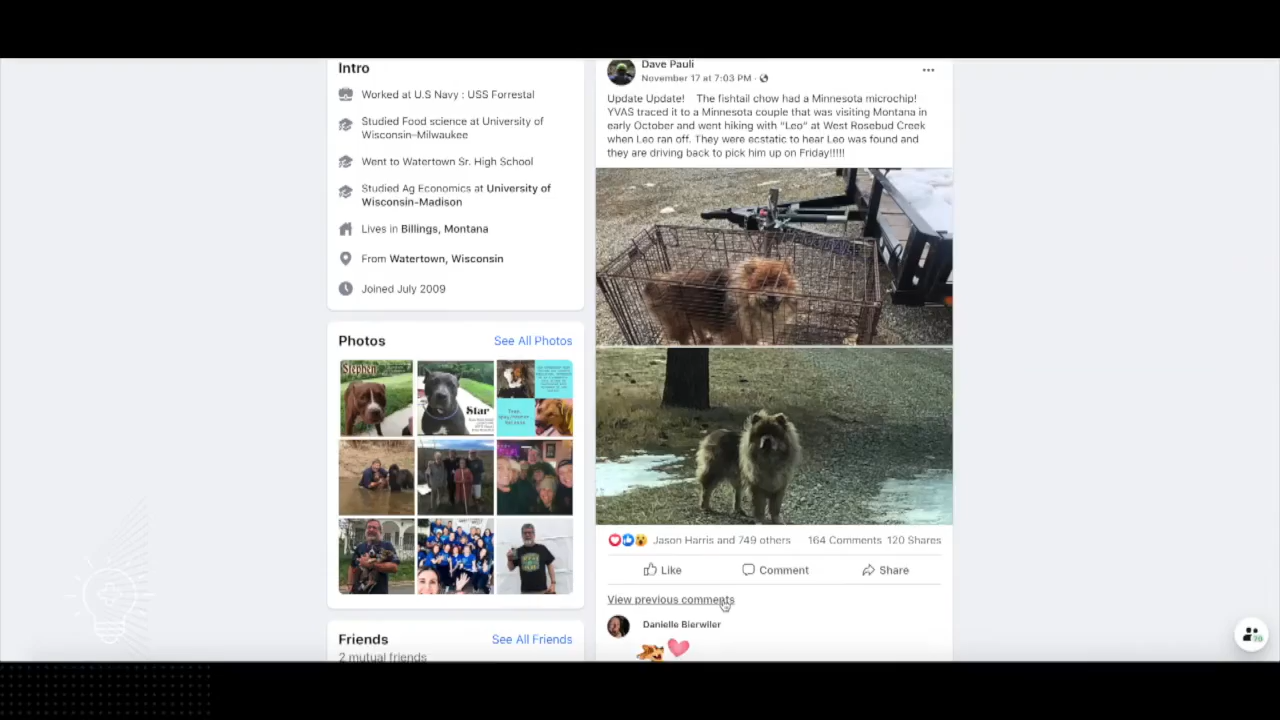 Intro
Worked at U.S Navy : USS Forrestal
Studied Food science at University of
Wisconsin–Milwaukee
Went to Watertown Sr. High School
Studied Ag Economics at University of
Wisconsin-Madison
Lives in Billings, Montana
From Watertown, Wisconsin
Joined July 2009
Photos
See All Photos
Stephen
Star
Friends
See All Friends
2 mutual friends
Dave Pauli
November 17 at 7:03 PM ·
Update Update! The fishtail chow had a Minnesota microchip!
YVAS traced it to a Minnesota couple that was visiting Montana in
early October and went hiking with "Leo" at West Rosebud Creek
when Leo ran off. They were ecstatic to hear Leo was found and
they are driving back to pick him up on Friday!!!!!
Jason Harris and 749 others
164 Comments 120 Shares
Like
Comment
Share
View previous comments
Danielle Bierwiler